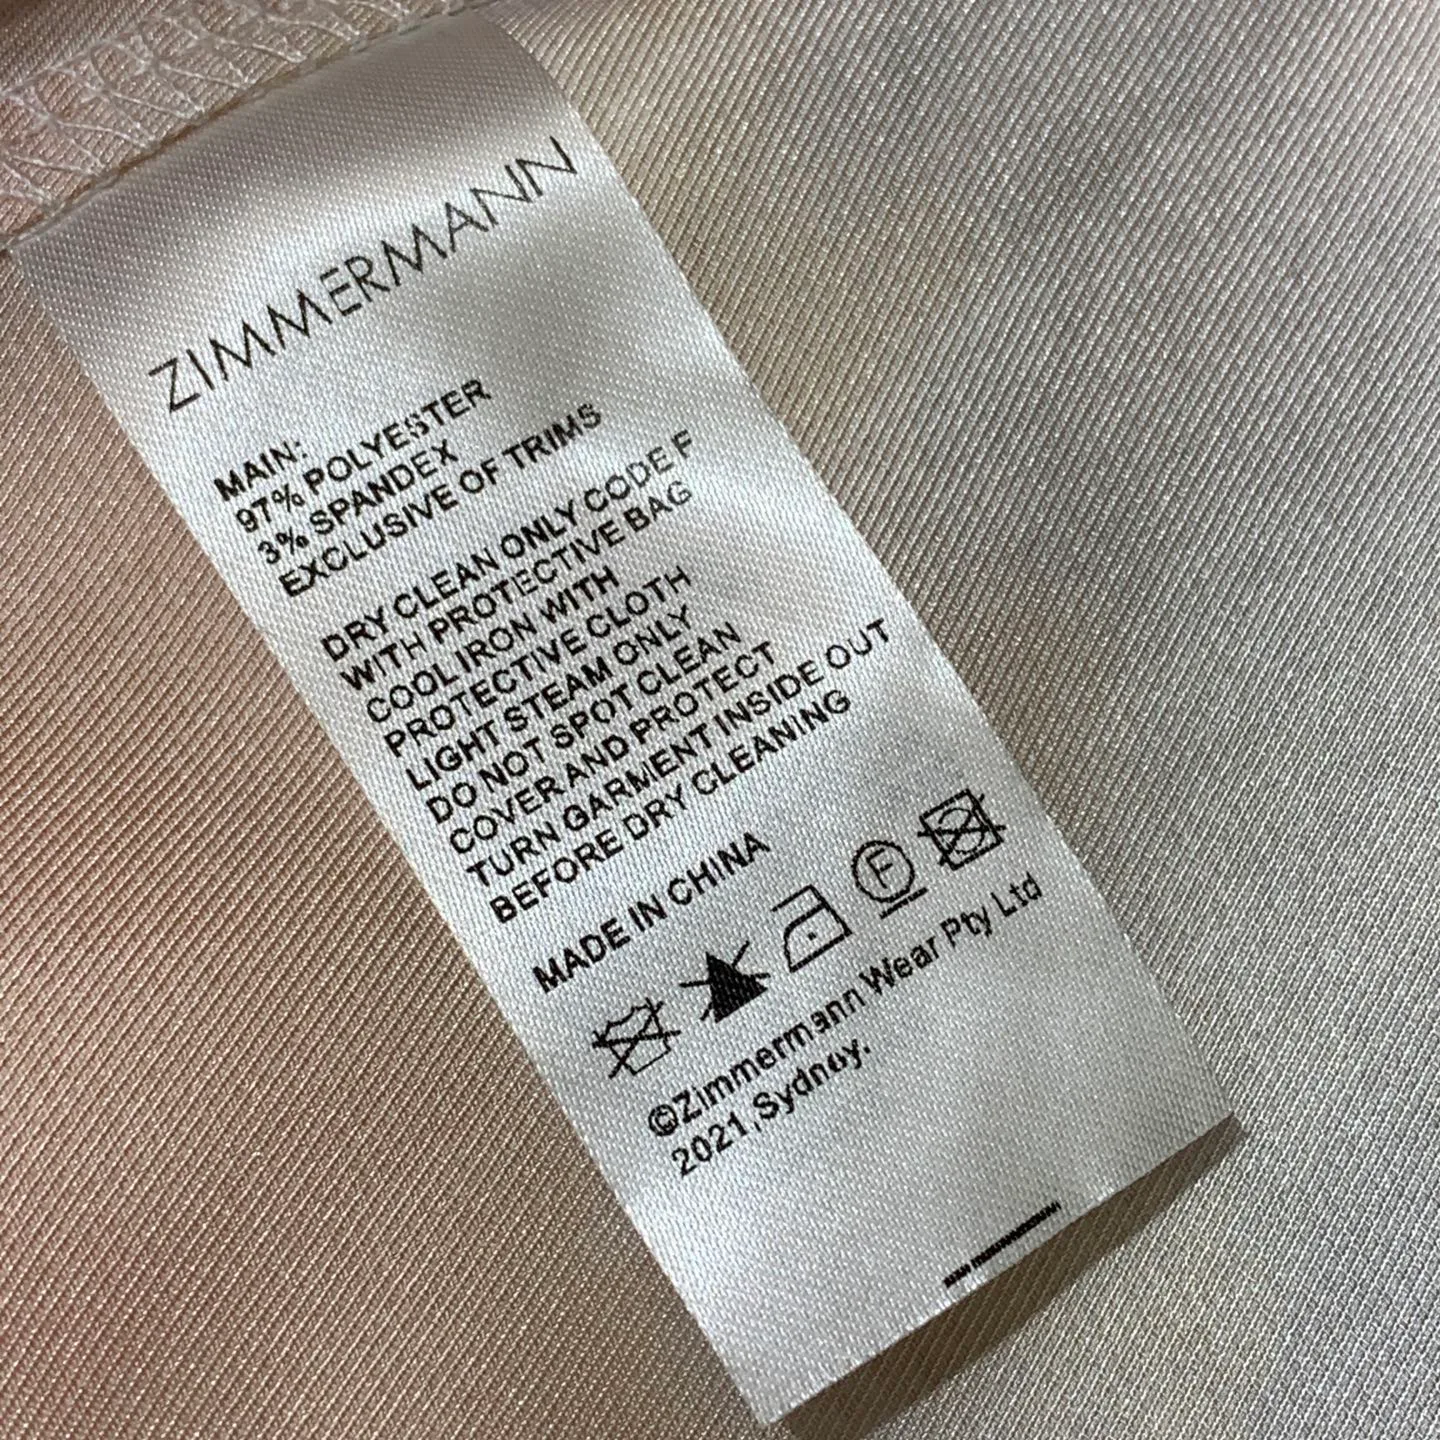 ZIMMERMANN
MAIN:
97% POLYESTER
3% SPANDEX
EXCLUSIVE OF TRIMS
DRY CLEAN ONLY CODE F
WITH PROTECTIVE BAG
COOL IRON WITH
PROTECTIVE CLOTH
LIGHT STEAM ONLY
DO NOT SPOT CLEAN
COVER AND PROTECT
TURN GARMENT INSIDE OUT
BEFORE DRY CLEANING
MADE IN CHINA
F
©Zimmermann Wear Pty Ltd
2021,Sydney.